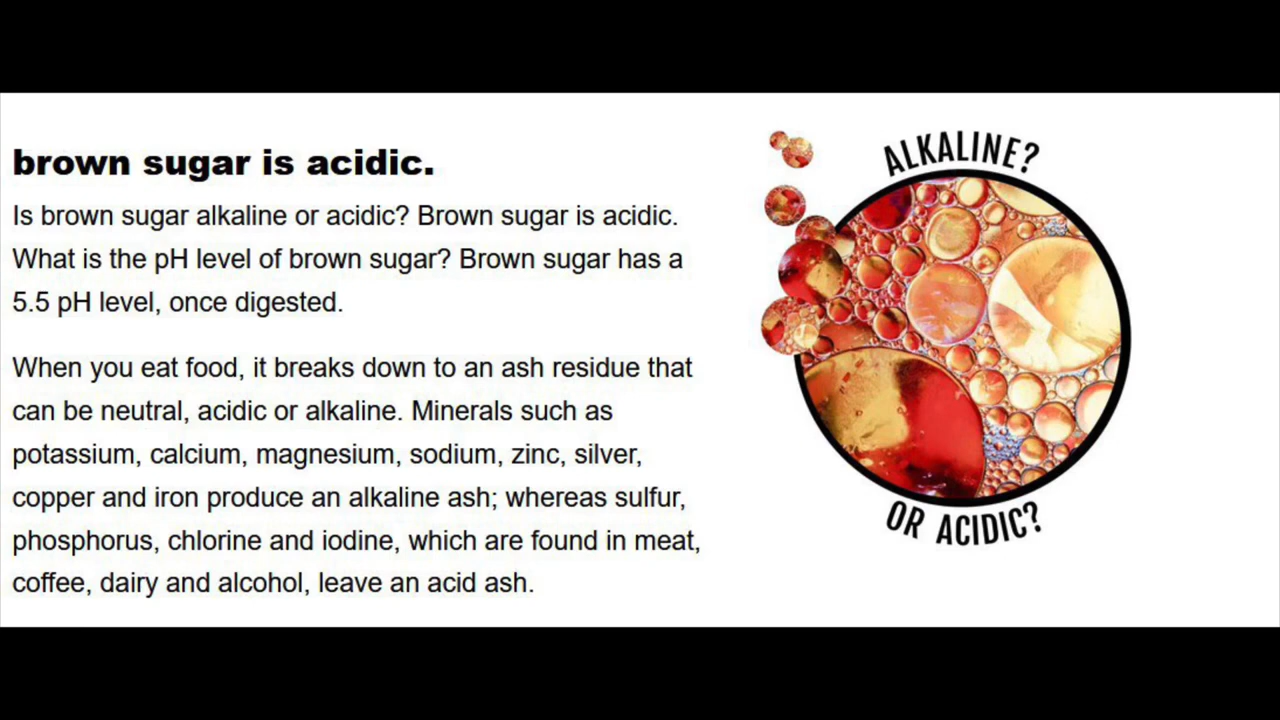 brown sugar is acidic.
Is brown sugar alkaline or acidic? Brown sugar is acidic.
What is the pH level of brown sugar? Brown sugar has a
5.5 pH level, once digested.
When you eat food, it breaks down to an ash residue that
can be neutral, acidic or alkaline. Minerals such as
potassium, calcium, magnesium, sodium, zinc, silver,
copper and iron produce an alkaline ash; whereas sulfur,
phosphorus, chlorine and iodine, which are found in meat,
coffee, dairy and alcohol, leave an acid ash.
ALKALINE?
OR ACIDIC?